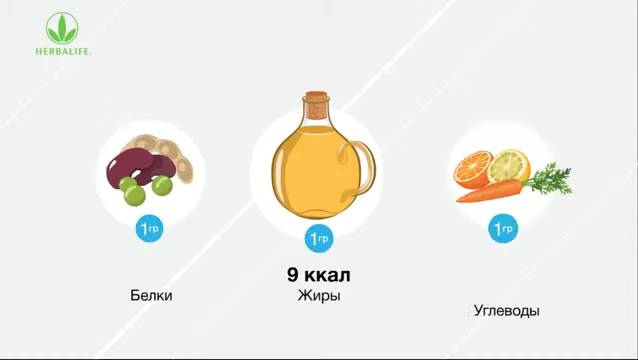 HERBALIFE.
1гр
1гр
1гр
9 ккал
Белки
Жиры
Углеводы